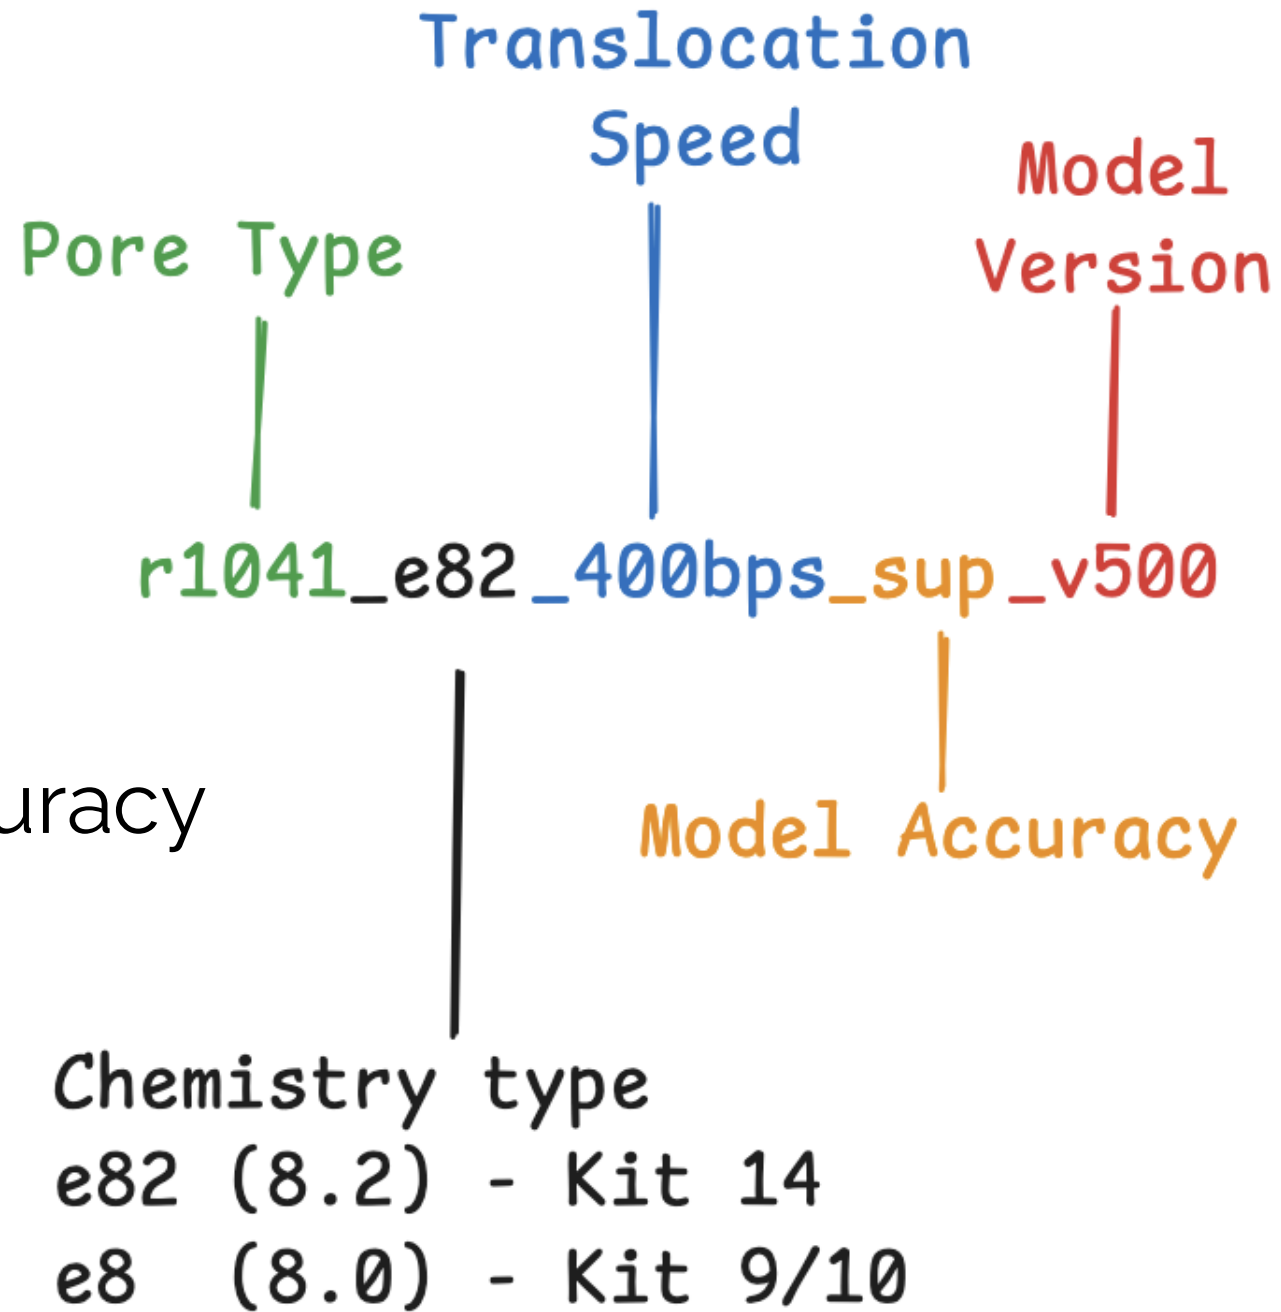 Translocation
Speed
Model
Version
Pore Type
r1041_e82_400bps_sup_v500
uracy
Model Accuracy
Chemistry type
e82 (8.2) - Kit 14
e8 (8.0) - Kit 9/10